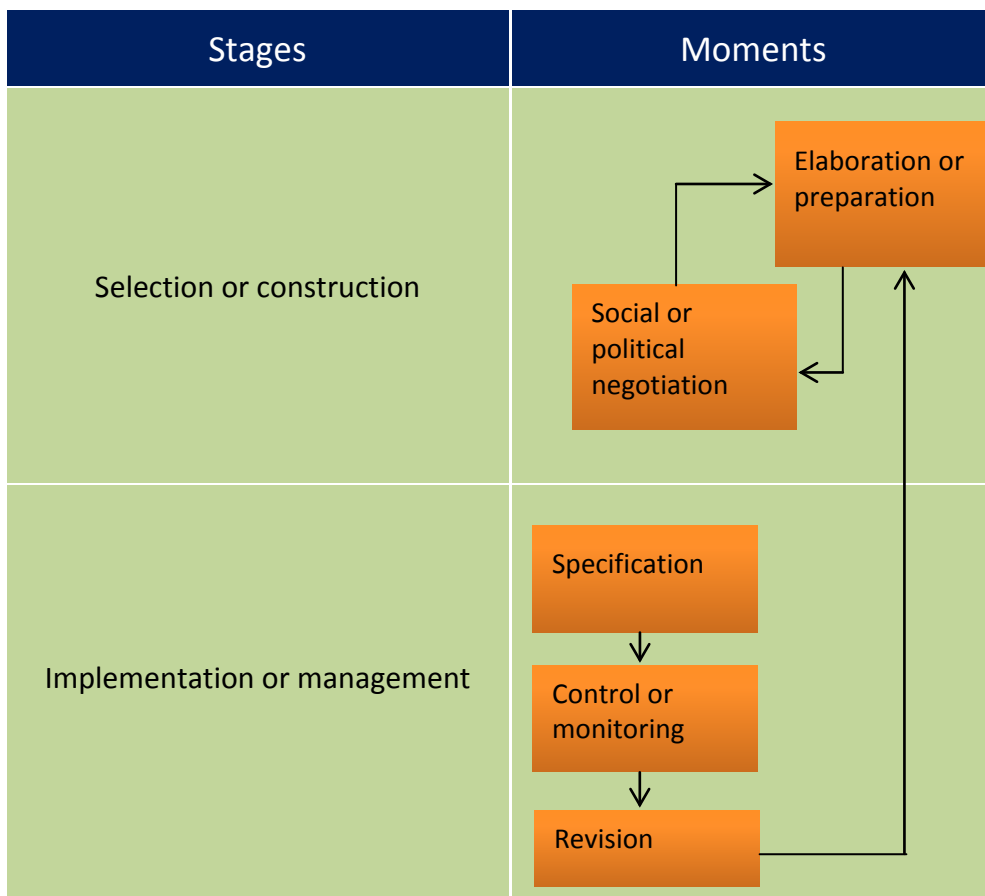 Stages
Moments
Selection or construction
Elaboration or
preparation
Social or
political
negotiation
Implementation or management
Specification
Control or
monitoring
Revision